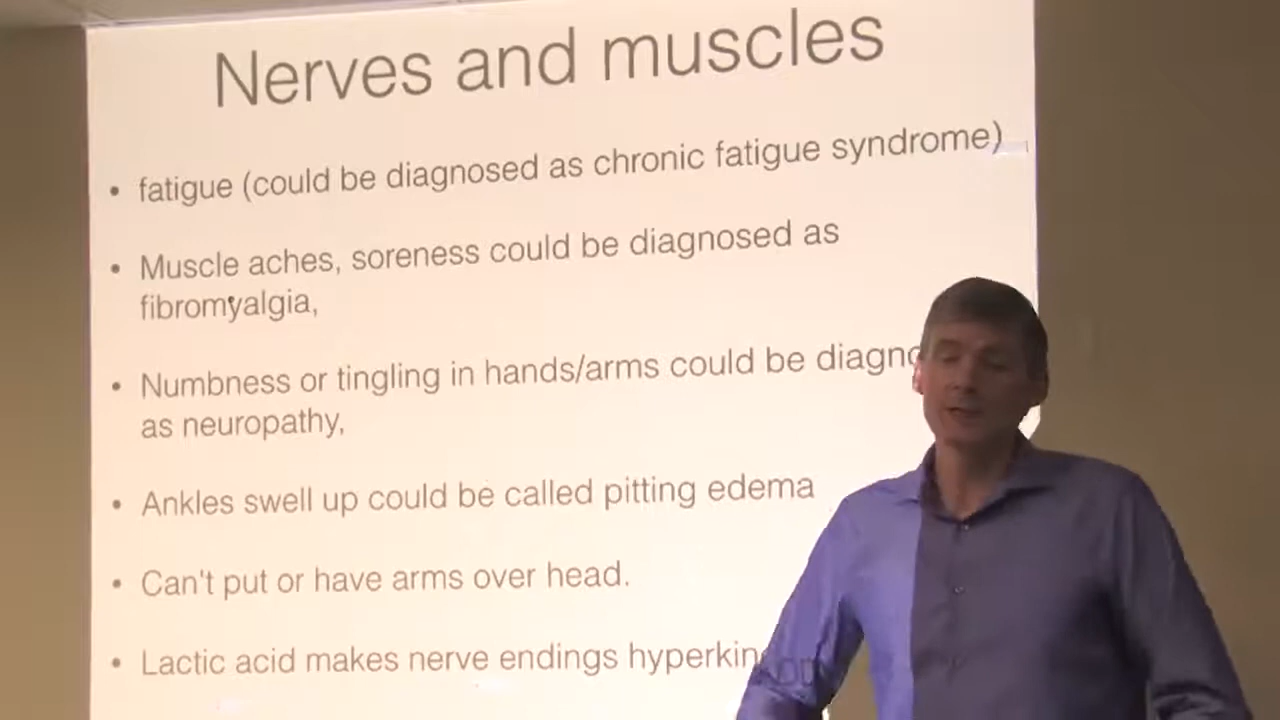 Nerves and muscles
• fatigue (could be diagnosed as chronic fatigue syndrome)
• Muscle aches, soreness could be diagnosed as
fibromyalgia,
• Numbness or tingling in hands/arms could be
as neuropathy,
• Ankles swell up could be called pitting edema
• Can't put or have arms over head.
• Lactic acid makes nerve endings